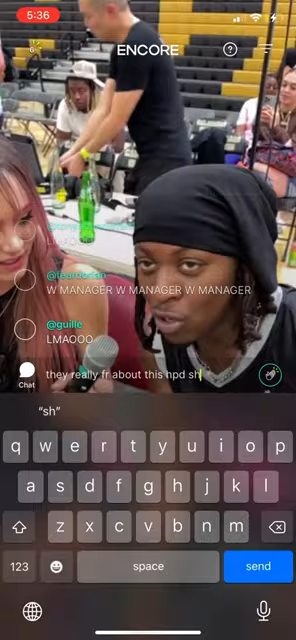 5:36
ENCORE
W MANAGER W MANAGER W MANAGER
@guille
LMAOOO
Chat
they really fr about this hpd sh
"sh"
q w e r t y u i o p
a s d f g h j k l
z x c v b n m
123
space
send